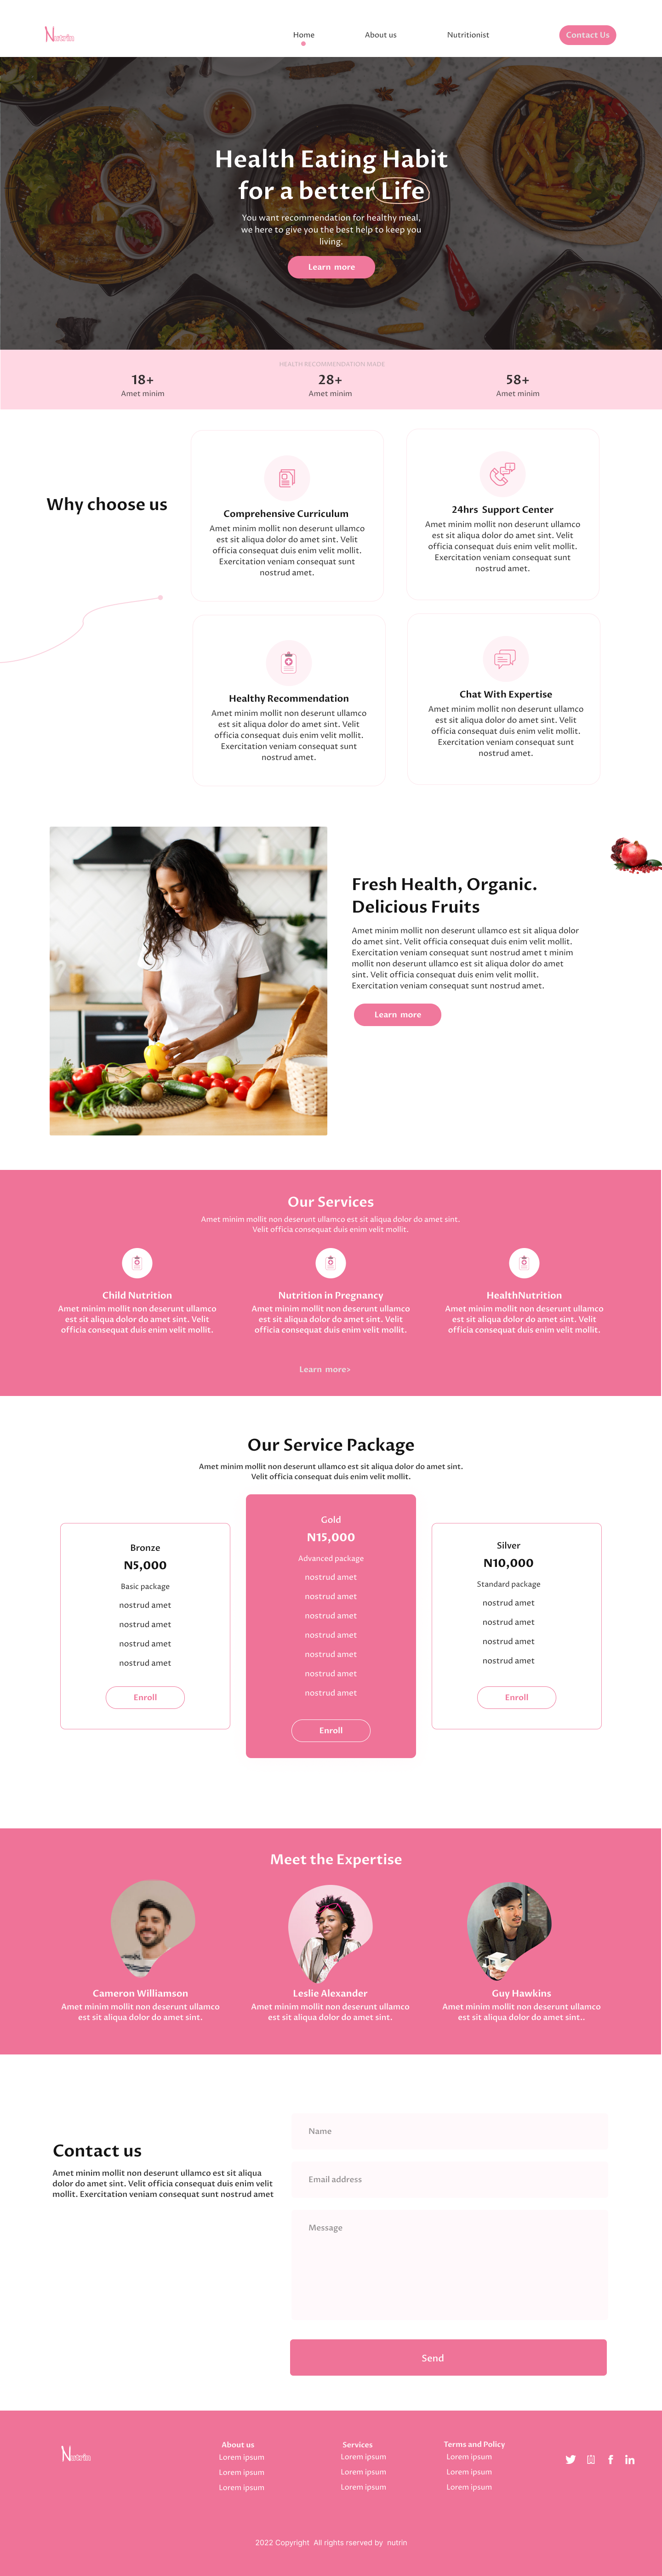 Nutrin
Home
About us
Nutritionist
Contact Us
Health Eating Habit
for a better Life
You want recommendation for healthy meal,
we here to give you the best help to keep you
living.
Learn more
HEALTH RECOMMENDATION MADE
18+
Amet minim
28+
Amet minim
58+
Amet minim
Why choose us
Comprehensive Curriculum
Amet minim mollit non deserunt ullamco
est sit aliqua dolor do amet sint. Velit
officia consequat duis enim velit mollit.
Exercitation veniam consequat sunt
nostrud amet.
24hrs Support Center
Amet minim mollit non deserunt ullamco
est sit aliqua dolor do amet sint. Velit
officia consequat duis enim velit mollit.
Exercitation veniam consequat sunt
nostrud amet.
Healthy Recommendation
Amet minim mollit non deserunt ullamco
est sit aliqua dolor do amet sint. Velit
officia consequat duis enim velit mollit.
Exercitation veniam consequat sunt
nostrud amet.
Chat With Expertise
Amet minim mollit non deserunt ullamco
est sit aliqua dolor do amet sint. Velit
officia consequat duis enim velit mollit.
Exercitation veniam consequat sunt
nostrud amet.
Fresh Health, Organic.
Delicious Fruits
Amet minim mollit non deserunt ullamco est sit aliqua dolor
do amet sint. Velit officia consequat duis enim velit mollit.
Exercitation veniam consequat sunt nostrud amet t minim
mollit non deserunt ullamco est sit aliqua dolor do amet
sint. Velit officia consequat duis enim velit mollit.
Exercitation veniam consequat sunt nostrud amet.
Learn more
Our Services
Amet minim mollit non deserunt ullamco est sit aliqua dolor do amet sint.
Velit officia consequat duis enim velit mollit.
Child Nutrition
Amet minim mollit non deserunt ullamco
est sit aliqua dolor do amet sint. Velit
officia consequat duis enim velit mollit.
Nutrition in Pregnancy
Amet minim mollit non deserunt ullamco
est sit aliqua dolor do amet sint. Velit
officia consequat duis enim velit mollit.
HealthNutrition
Amet minim mollit non deserunt ullamco
est sit aliqua dolor do amet sint. Velit
officia consequat duis enim velit mollit.
Learn more>
Our Service Package
Amet minim mollit non deserunt ullamco est sit aliqua dolor do amet sint.
Velit officia consequat duis enim velit mollit.
Bronze
N5,000
Basic package
nostrud amet
nostrud amet
nostrud amet
nostrud amet
Enroll
Gold
N15,000
Advanced package
nostrud amet
nostrud amet
nostrud amet
nostrud amet
nostrud amet
nostrud amet
nostrud amet
Enroll
Silver
N10,000
Standard package
nostrud amet
nostrud amet
nostrud amet
nostrud amet
Enroll
Meet the Expertise
Cameron Williamson
Amet minim mollit non deserunt ullamco
est sit aliqua dolor do amet sint.
Leslie Alexander
Amet minim mollit non deserunt ullamco
est sit aliqua dolor do amet sint.
Guy Hawkins
Amet minim mollit non deserunt ullamco
est sit aliqua dolor do amet sint..
Contact us
Amet minim mollit non deserunt ullamco est sit aliqua
dolor do amet sint. Velit officia consequat duis enim velit
mollit. Exercitation veniam consequat sunt nostrud amet
Name
Email address
Message
Send
Nutrin
About us
Lorem ipsum
Lorem ipsum
Lorem ipsum
Services
Lorem ipsum
Lorem ipsum
Lorem ipsum
Terms and Policy
Lorem ipsum
Lorem ipsum
Lorem ipsum
2022 Copyright All rights rserved by nutrin